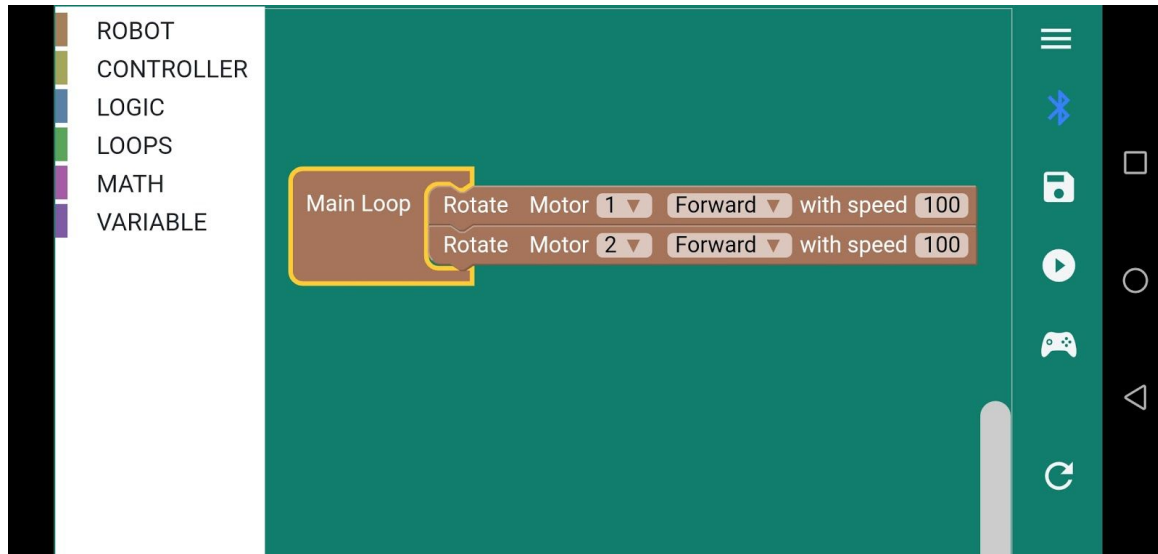 ROBOT
CONTROLLER
LOGIC
LOOPS
MATH
VARIABLE
Main Loop Rotate Motor 1 Forward with speed 100
Rotate Motor 2 Forward with speed 100